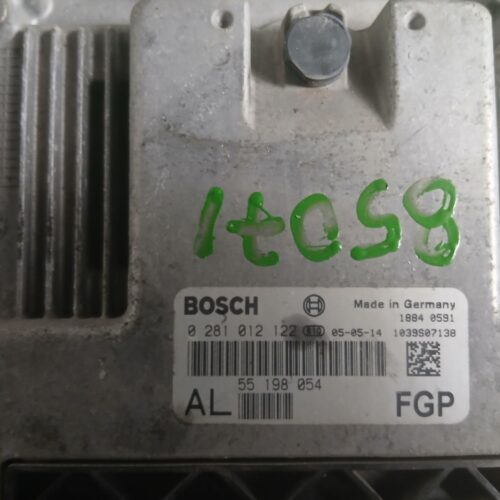 BOSCH
Made in Germany
1884 0591
0 281 012 122 05-05-14 1039S07138
55 198 054
AL FGP